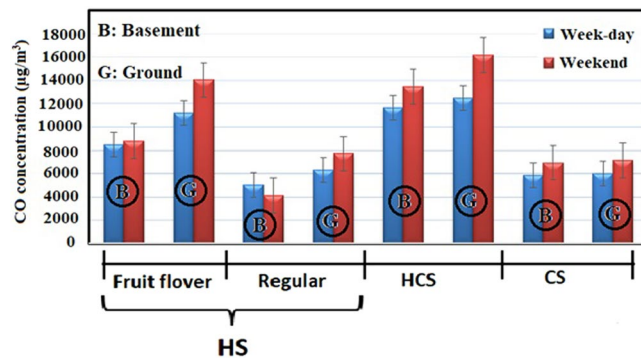 B: Basement
G: Ground
Week-day
Weekend
CO concentration (µg/m³)
18000
16000
14000
12000
10000
8000
6000
4000
2000
0
B G B G B G B G
Fruit flover Regular HCS CS
HS